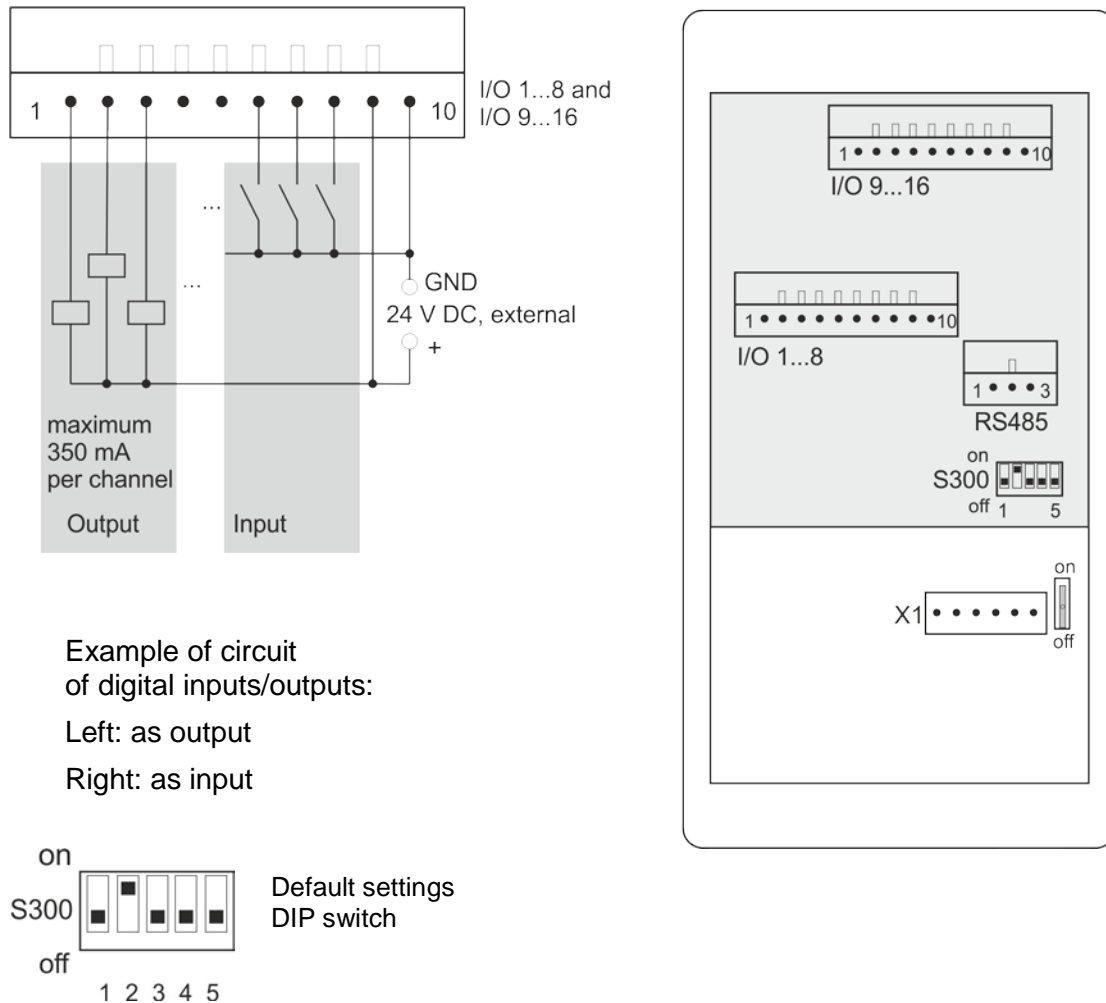 1
10
I/O 1...8 and
I/O 9...16
...
...
GND
24 V DC, external
+
maximum
350 mA
per channel
Output
Input
Example of circuit
of digital inputs/outputs:
Left: as output
Right: as input
on
S300
off
1 2 3 4 5
Default settings
DIP switch
1
10
I/O 9...16
1
10
I/O 1...8
1
3
RS485
on
S300
off
1
5
on
X1
off